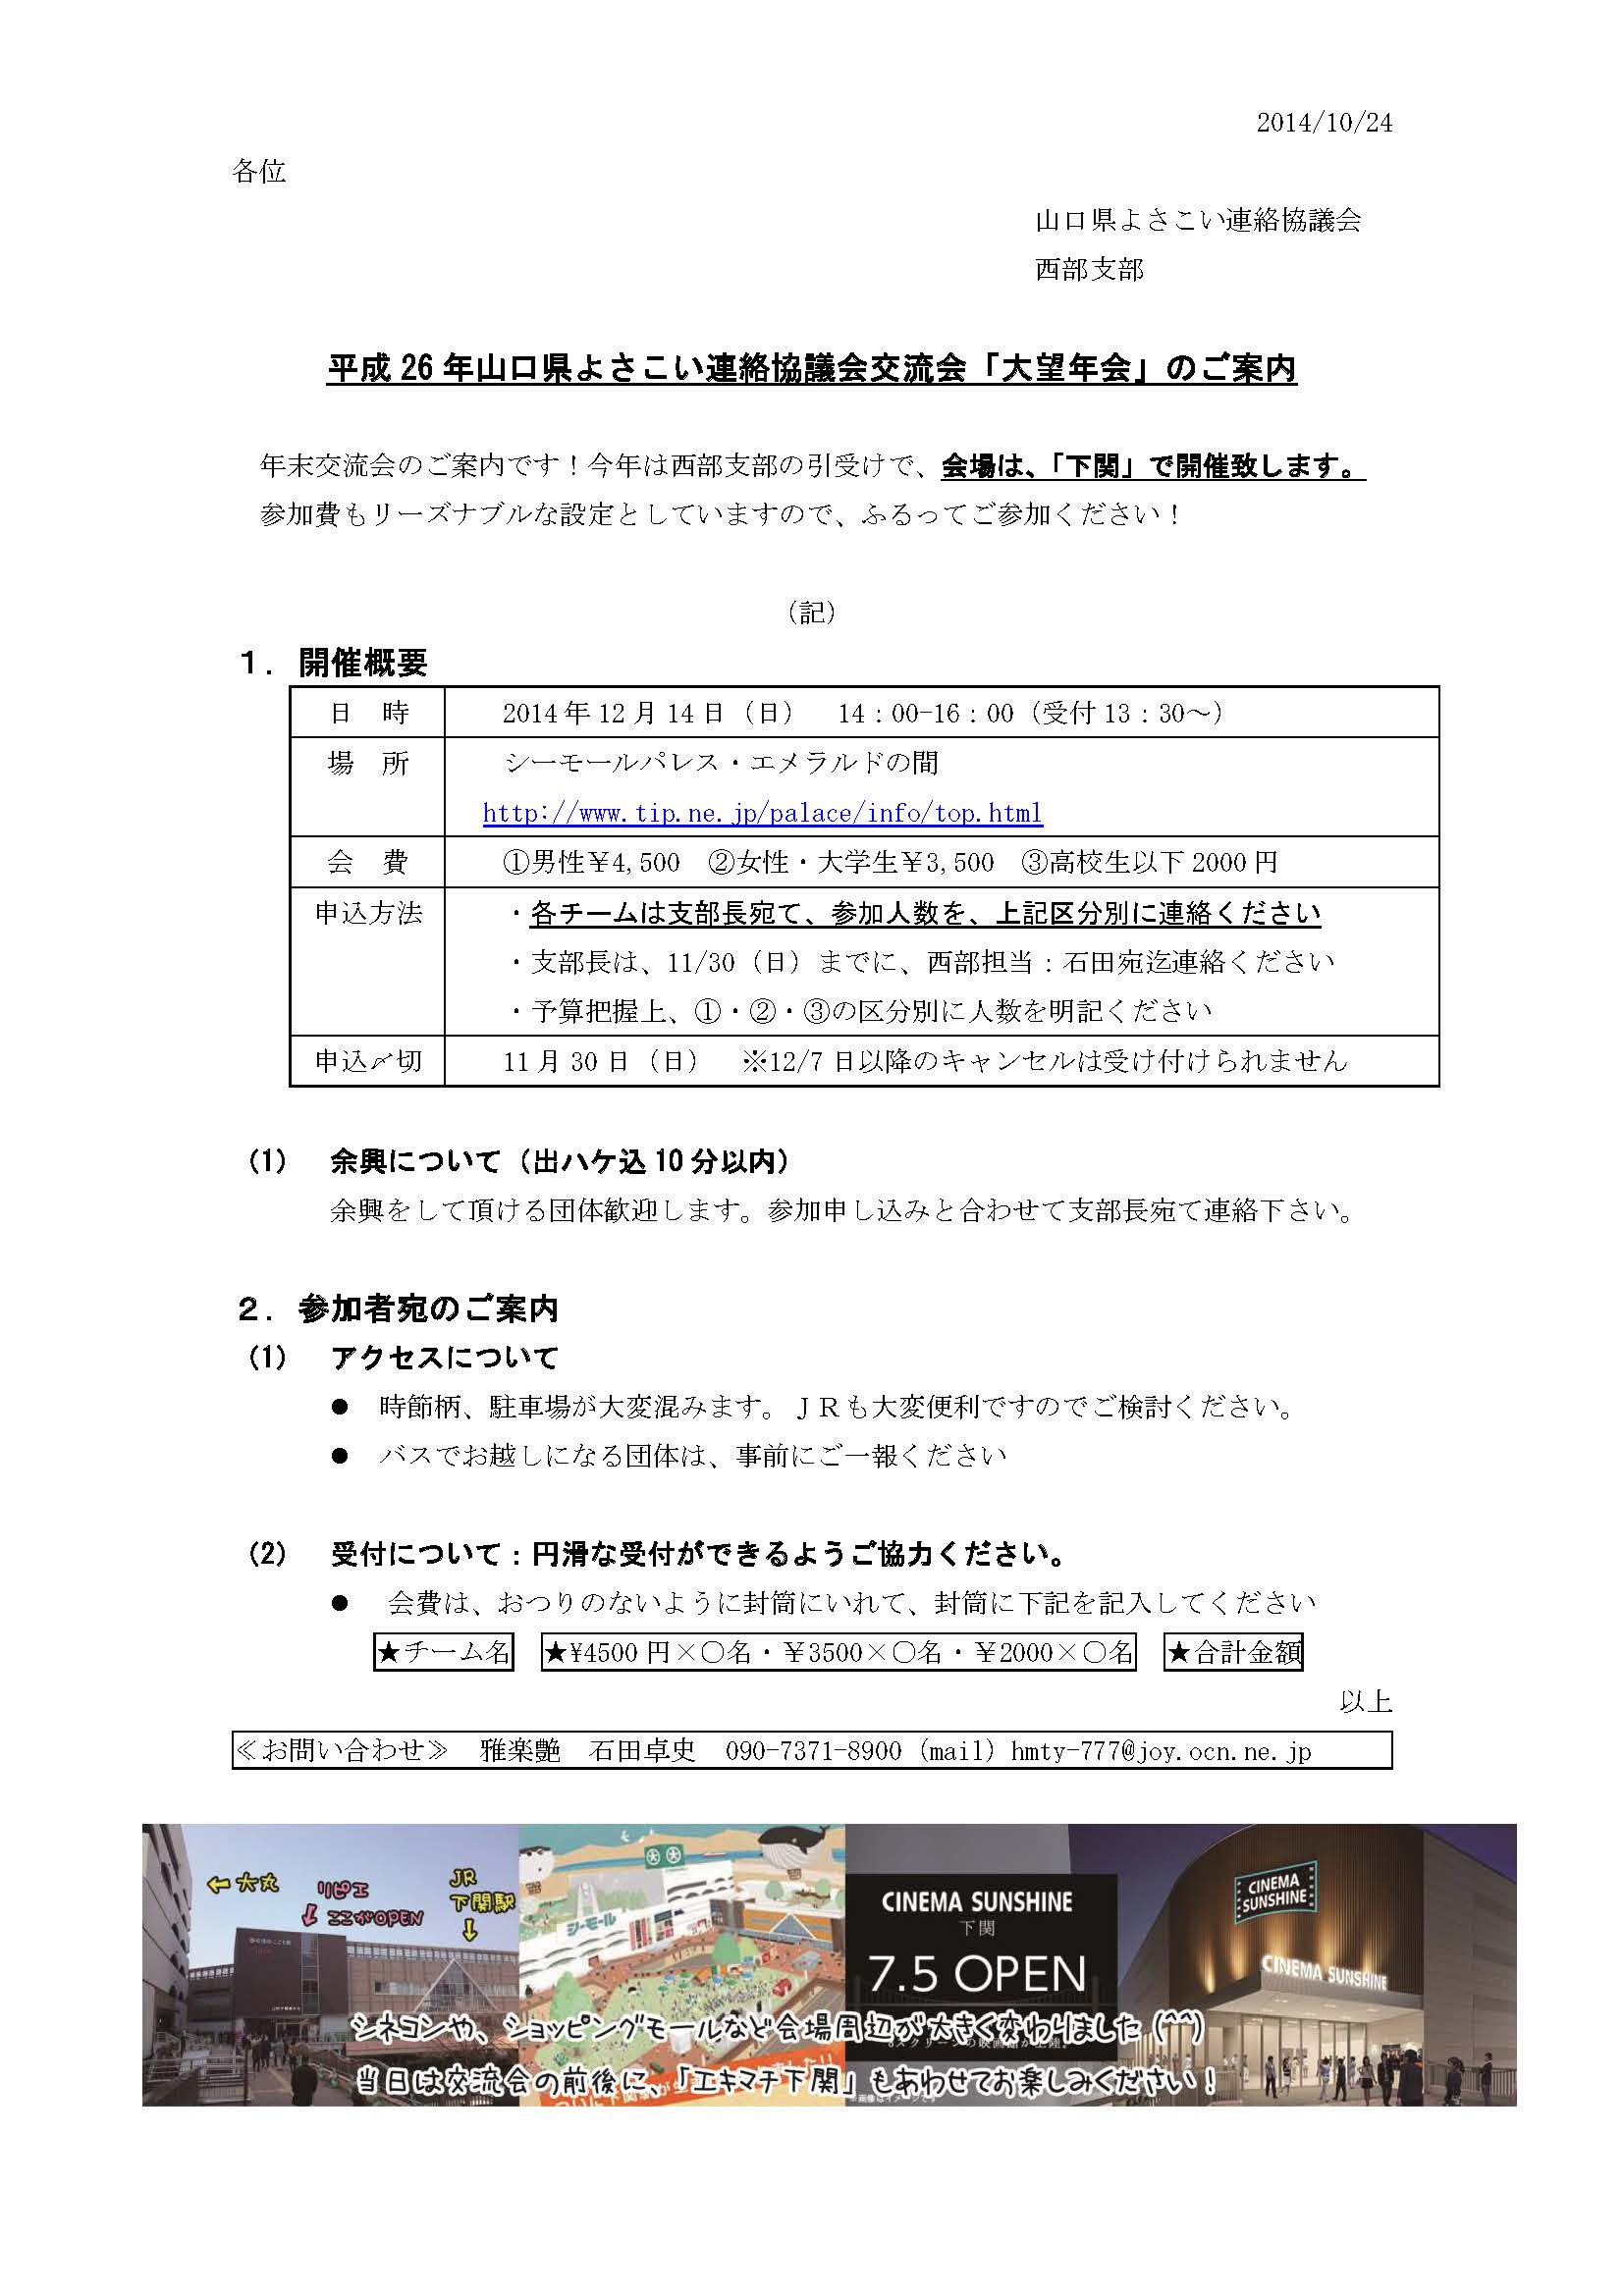 2014/10/24
各位
山口県よさこい連絡協議会
西部支部
平成 26 年山口県よさこい連絡協議会交流会「大望年会」のご案内
年末交流会のご案内です！今年は西部支部の引受けで、会場は、「下関」で開催致します。
参加費もリーズナブルな設定としていますので、ふるってご参加ください！
（記）
１．開催概要
日　時　2014 年 12 月 14 日（日）　14：00-16：00（受付 13：30～）
場　所　シーモールパレス・エメラルドの間
http://www.tip.ne.jp/palace/info/top.html
会　費　①男性￥4,500　②女性・大学生￥3,500　③高校生以下 2000 円
申込方法　・各チームは支部長宛て、参加人数を、上記区分別に連絡ください
・支部長は、11/30（日）までに、西部担当：石田宛迄連絡ください
・予算把握上、①・②・③の区分別に人数を明記ください
申込〆切　11 月 30 日（日）　※12/7 日以降のキャンセルは受け付けられません
(1)　余興について（出ハケ込 10 分以内）
余興をして頂ける団体歓迎します。参加申し込みと合わせて支部長宛て連絡下さい。
２．参加者宛のご案内
(1)　アクセスについて
● 時節柄、駐車場が大変混みます。ＪＲも大変便利ですのでご検討ください。
● バスでお越しになる団体は、事前にご一報ください
(2)　受付について：円滑な受付ができるようご協力ください。
● 会費は、おつりのないように封筒にいれて、封筒に下記を記入してください
★チーム名　★¥4500 円×〇名・￥3500×〇名・￥2000×〇名　★合計金額
以上
≪お問い合わせ≫　雅楽艶　石田卓史　090-7371-8900（mail）hmty-777@joy.ocn.ne.jp
←大丸
リピエ
↓ここがOPEN
JR
下関駅
↓
シーモール
CINEMA SUNSHINE
下関
7.5 OPEN
CINEMA
SUNSHINE
CINEMA SUNSHINE
シネコンや、ショッピングモールなど会場周辺が大きく変わりました(^^)
当日は交流会の前後に、「エキマチ下関」もあわせてお楽しみください！